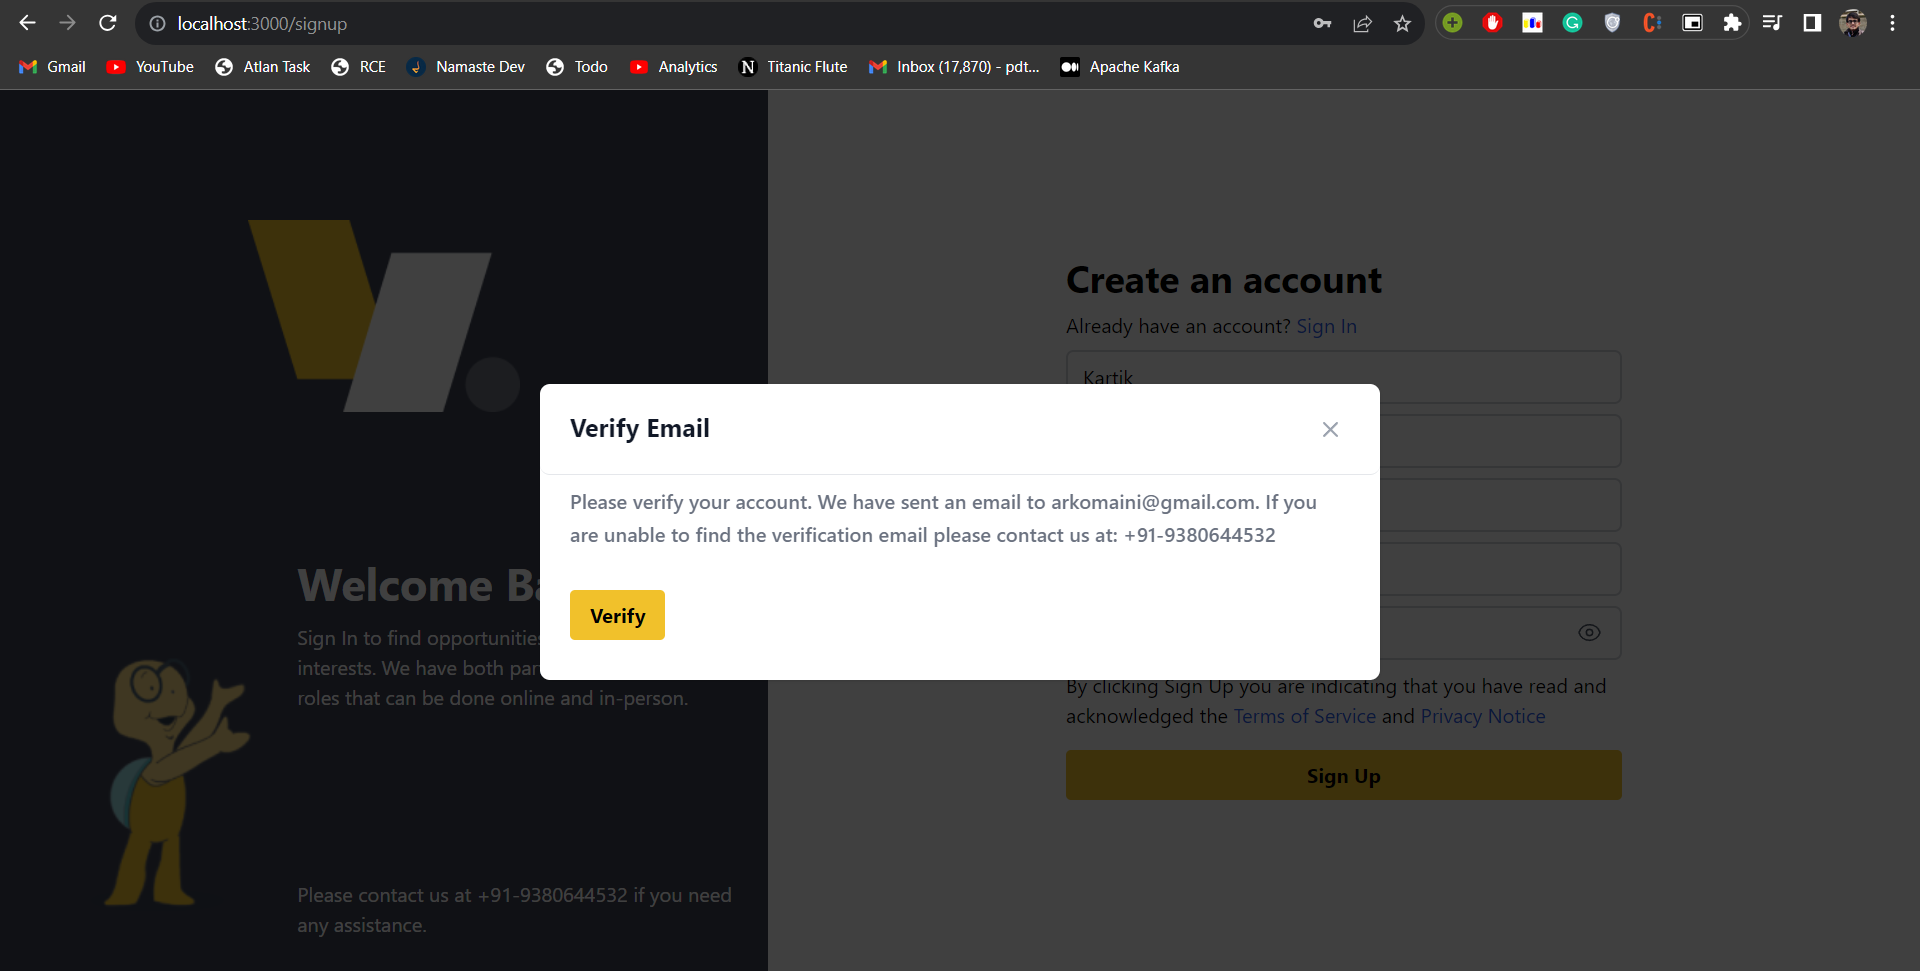 localhost:3000/signup
Gmail YouTube Atlan Task RCE Namaste Dev Todo Analytics Titanic Flute Inbox (17,870) - pdt... Apache Kafka
Create an account
Already have an account? Sign In
Kartik
Verify Email
Please verify your account. We have sent an email to arkomaini@gmail.com. If you
are unable to find the verification email please contact us at: +91-9380644532
Verify
Welcome Ba
Sign In to find opportunities
interests. We have both par
roles that can be done online and in-person.
By clicking Sign Up you are indicating that you have read and
acknowledged the Terms of Service and Privacy Notice
Sign Up
Please contact us at +91-9380644532 if you need
any assistance.